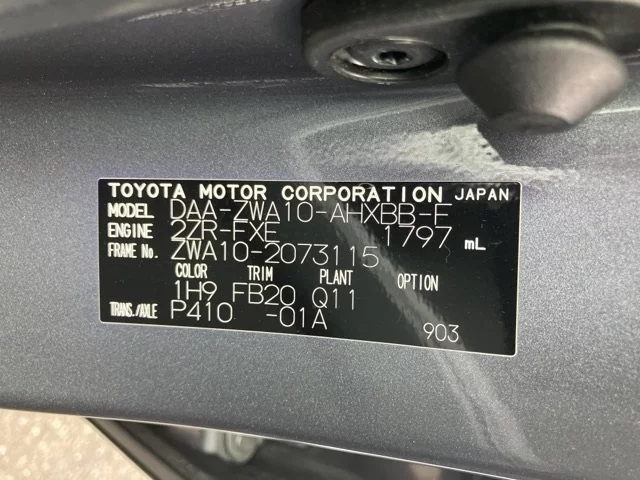 TOYOTA MOTOR CORPORATION JAPAN
MODEL DAA-ZWA10-AHXBB-F
ENGINE 2ZR-FXE 1797 mL
FRAME No. ZWA10-2073115
COLOR TRIM PLANT OPTION
1H9 FB20 Q11
TRANS./AXLE P410 -01A
903